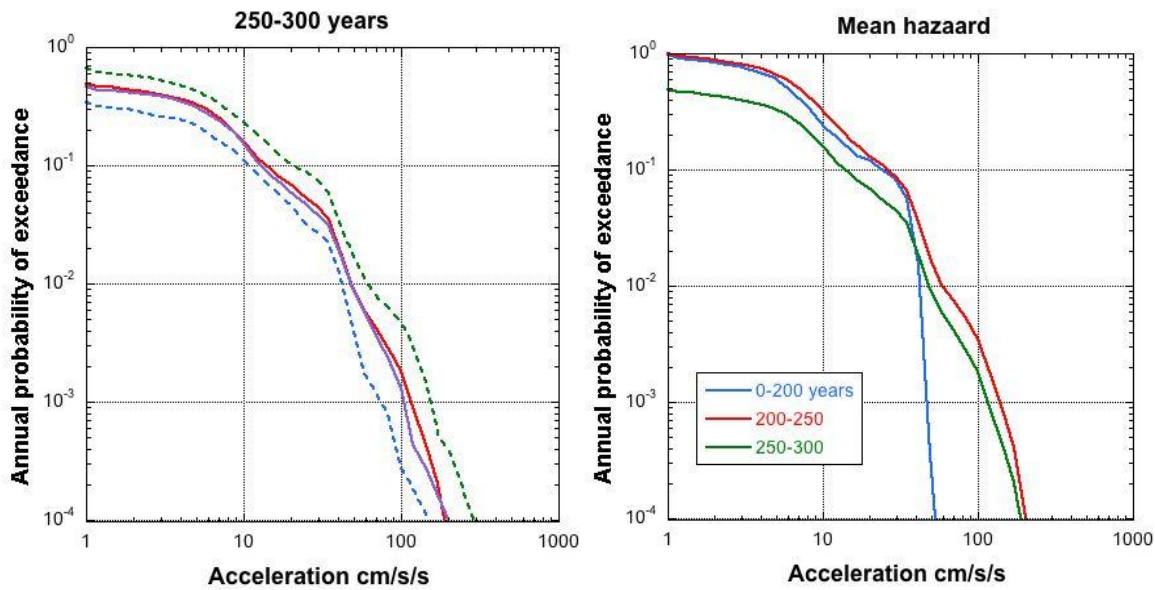 250-300 years
Annual probability of exceedance
10^0
10^-1
10^-2
10^-3
10^-4
1
10
100
1000
Acceleration cm/s/s
Mean hazaard
Annual probability of exceedance
10^0
10^-1
10^-2
10^-3
10^-4
0-200 years
200-250
250-300
1
10
100
1000
Acceleration cm/s/s